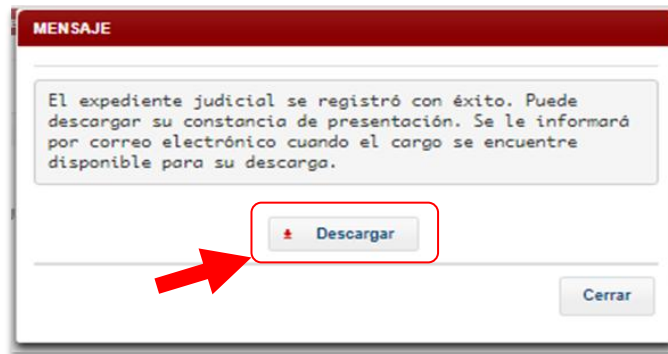 MENSAJE
El expediente judicial se registró con éxito. Puede
descargar su constancia de presentación. Se le informará
por correo electrónico cuando el cargo se encuentre
disponible para su descarga.
Descargar
Cerrar